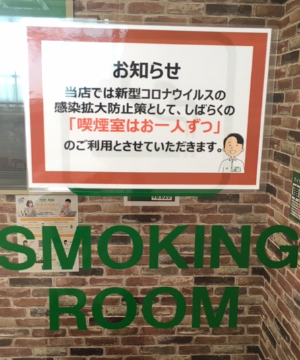 お知らせ
当店では新型コロナウイルスの
感染拡大防止策として、しばらくの
「喫煙室はお一人ずつ」
のご利用とさせていただきます。
SMOKING
ROOM